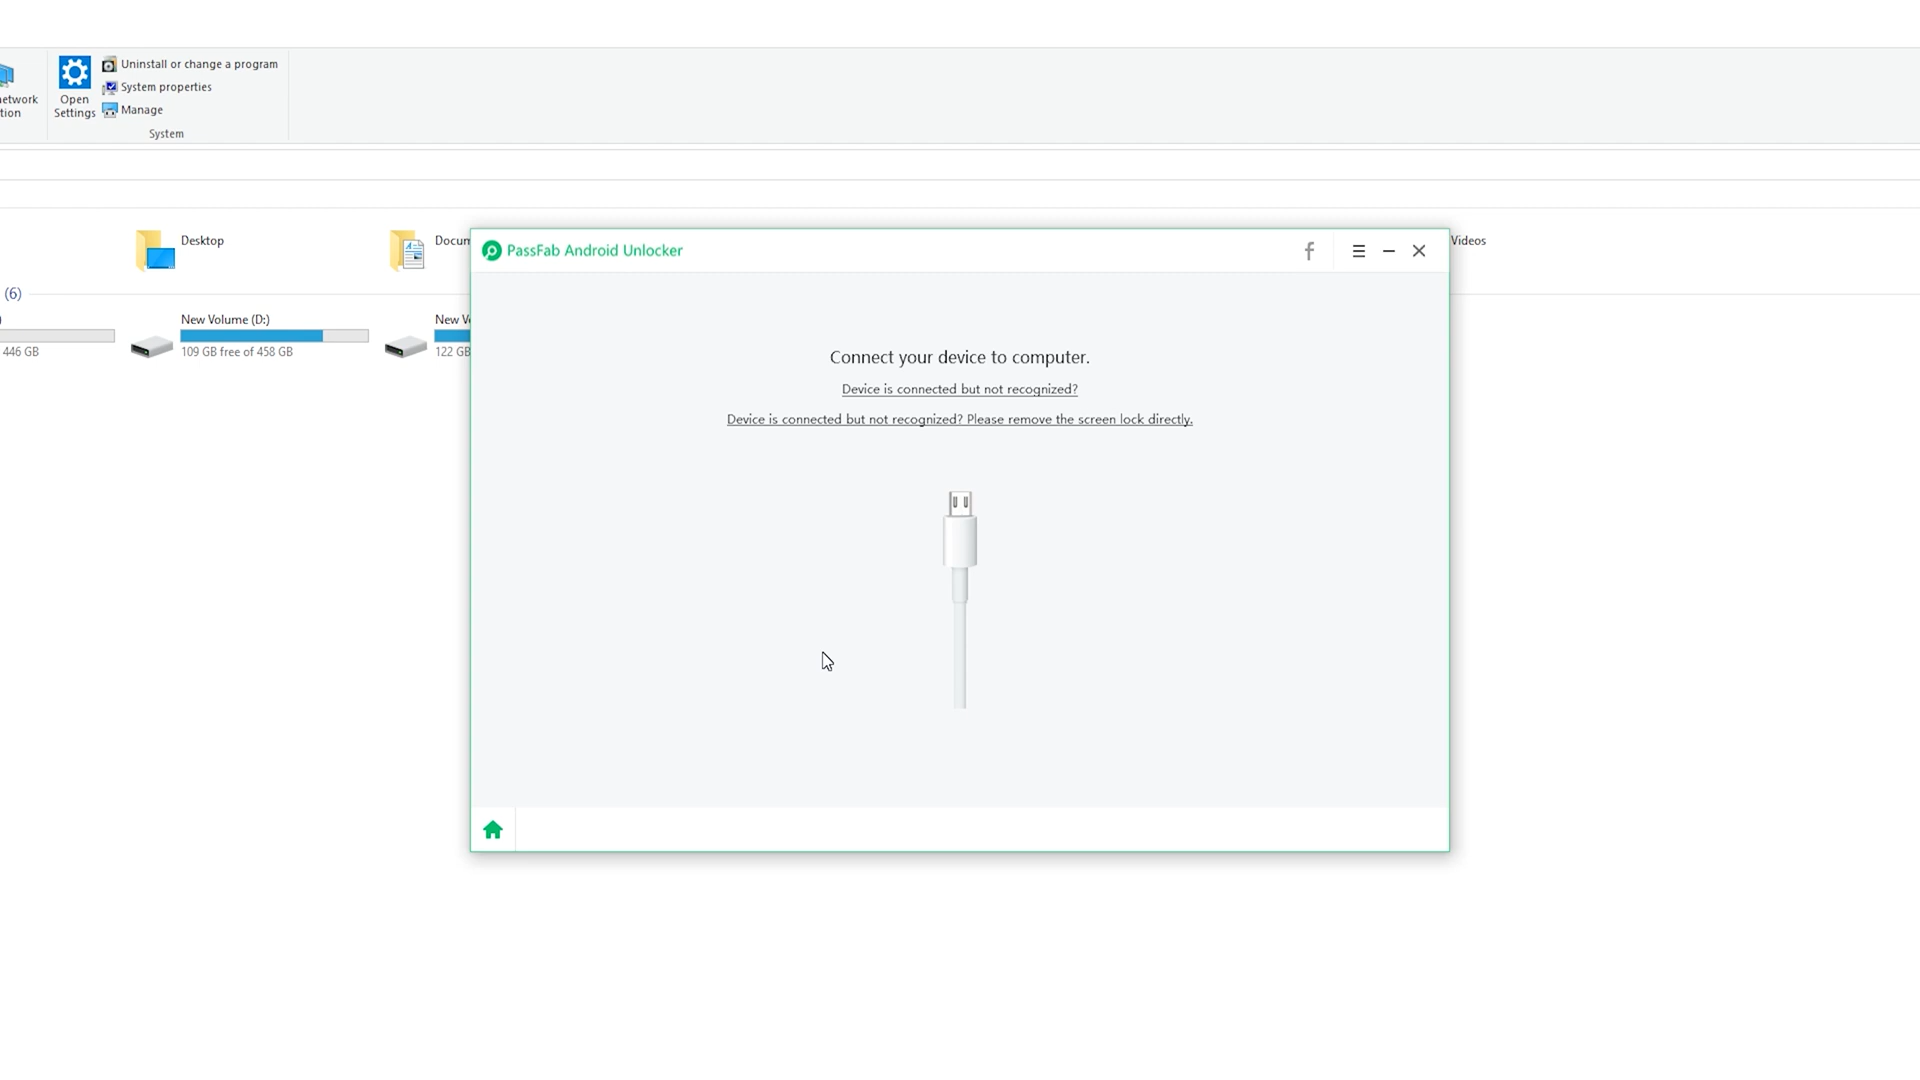 Uninstall or change a program
System properties
Manage
Open
Settings
System
Desktop
Videos
(6)
446 GB
New Volume (D:)
109 GB free of 458 GB
New
122 GB
PassFab Android Unlocker
Connect your device to computer.
Device is connected but not recognized?
Device is connected but not recognized? Please remove the screen lock directly.